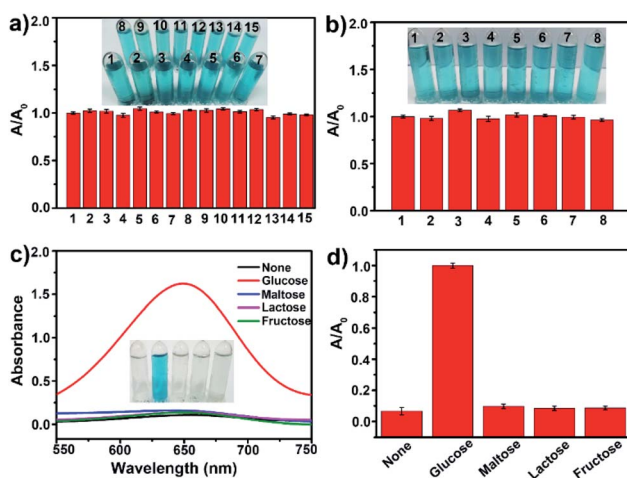 a)
2.0
1.5
1.0
0.5
0.0
A/A0
8 9 10 11 12 13 14 15
1 2 3 4 5 6 7
1 2 3 4 5 6 7 8 9 10 11 12 13 14 15
b)
2.0
1.5
1.0
0.5
0.0
A/A0
1 2 3 4 5 6 7 8
1 2 3 4 5 6 7 8
c)
2.0
1.5
1.0
0.5
0.0
Absorbance
None
Glucose
Maltose
Lactose
Fructose
550 600 650 700 750
Wavelength (nm)
d)
1.2
1.0
0.8
0.6
0.4
0.2
0.0
A/A0
None
Glucose
Maltose
Lactose
Fructose